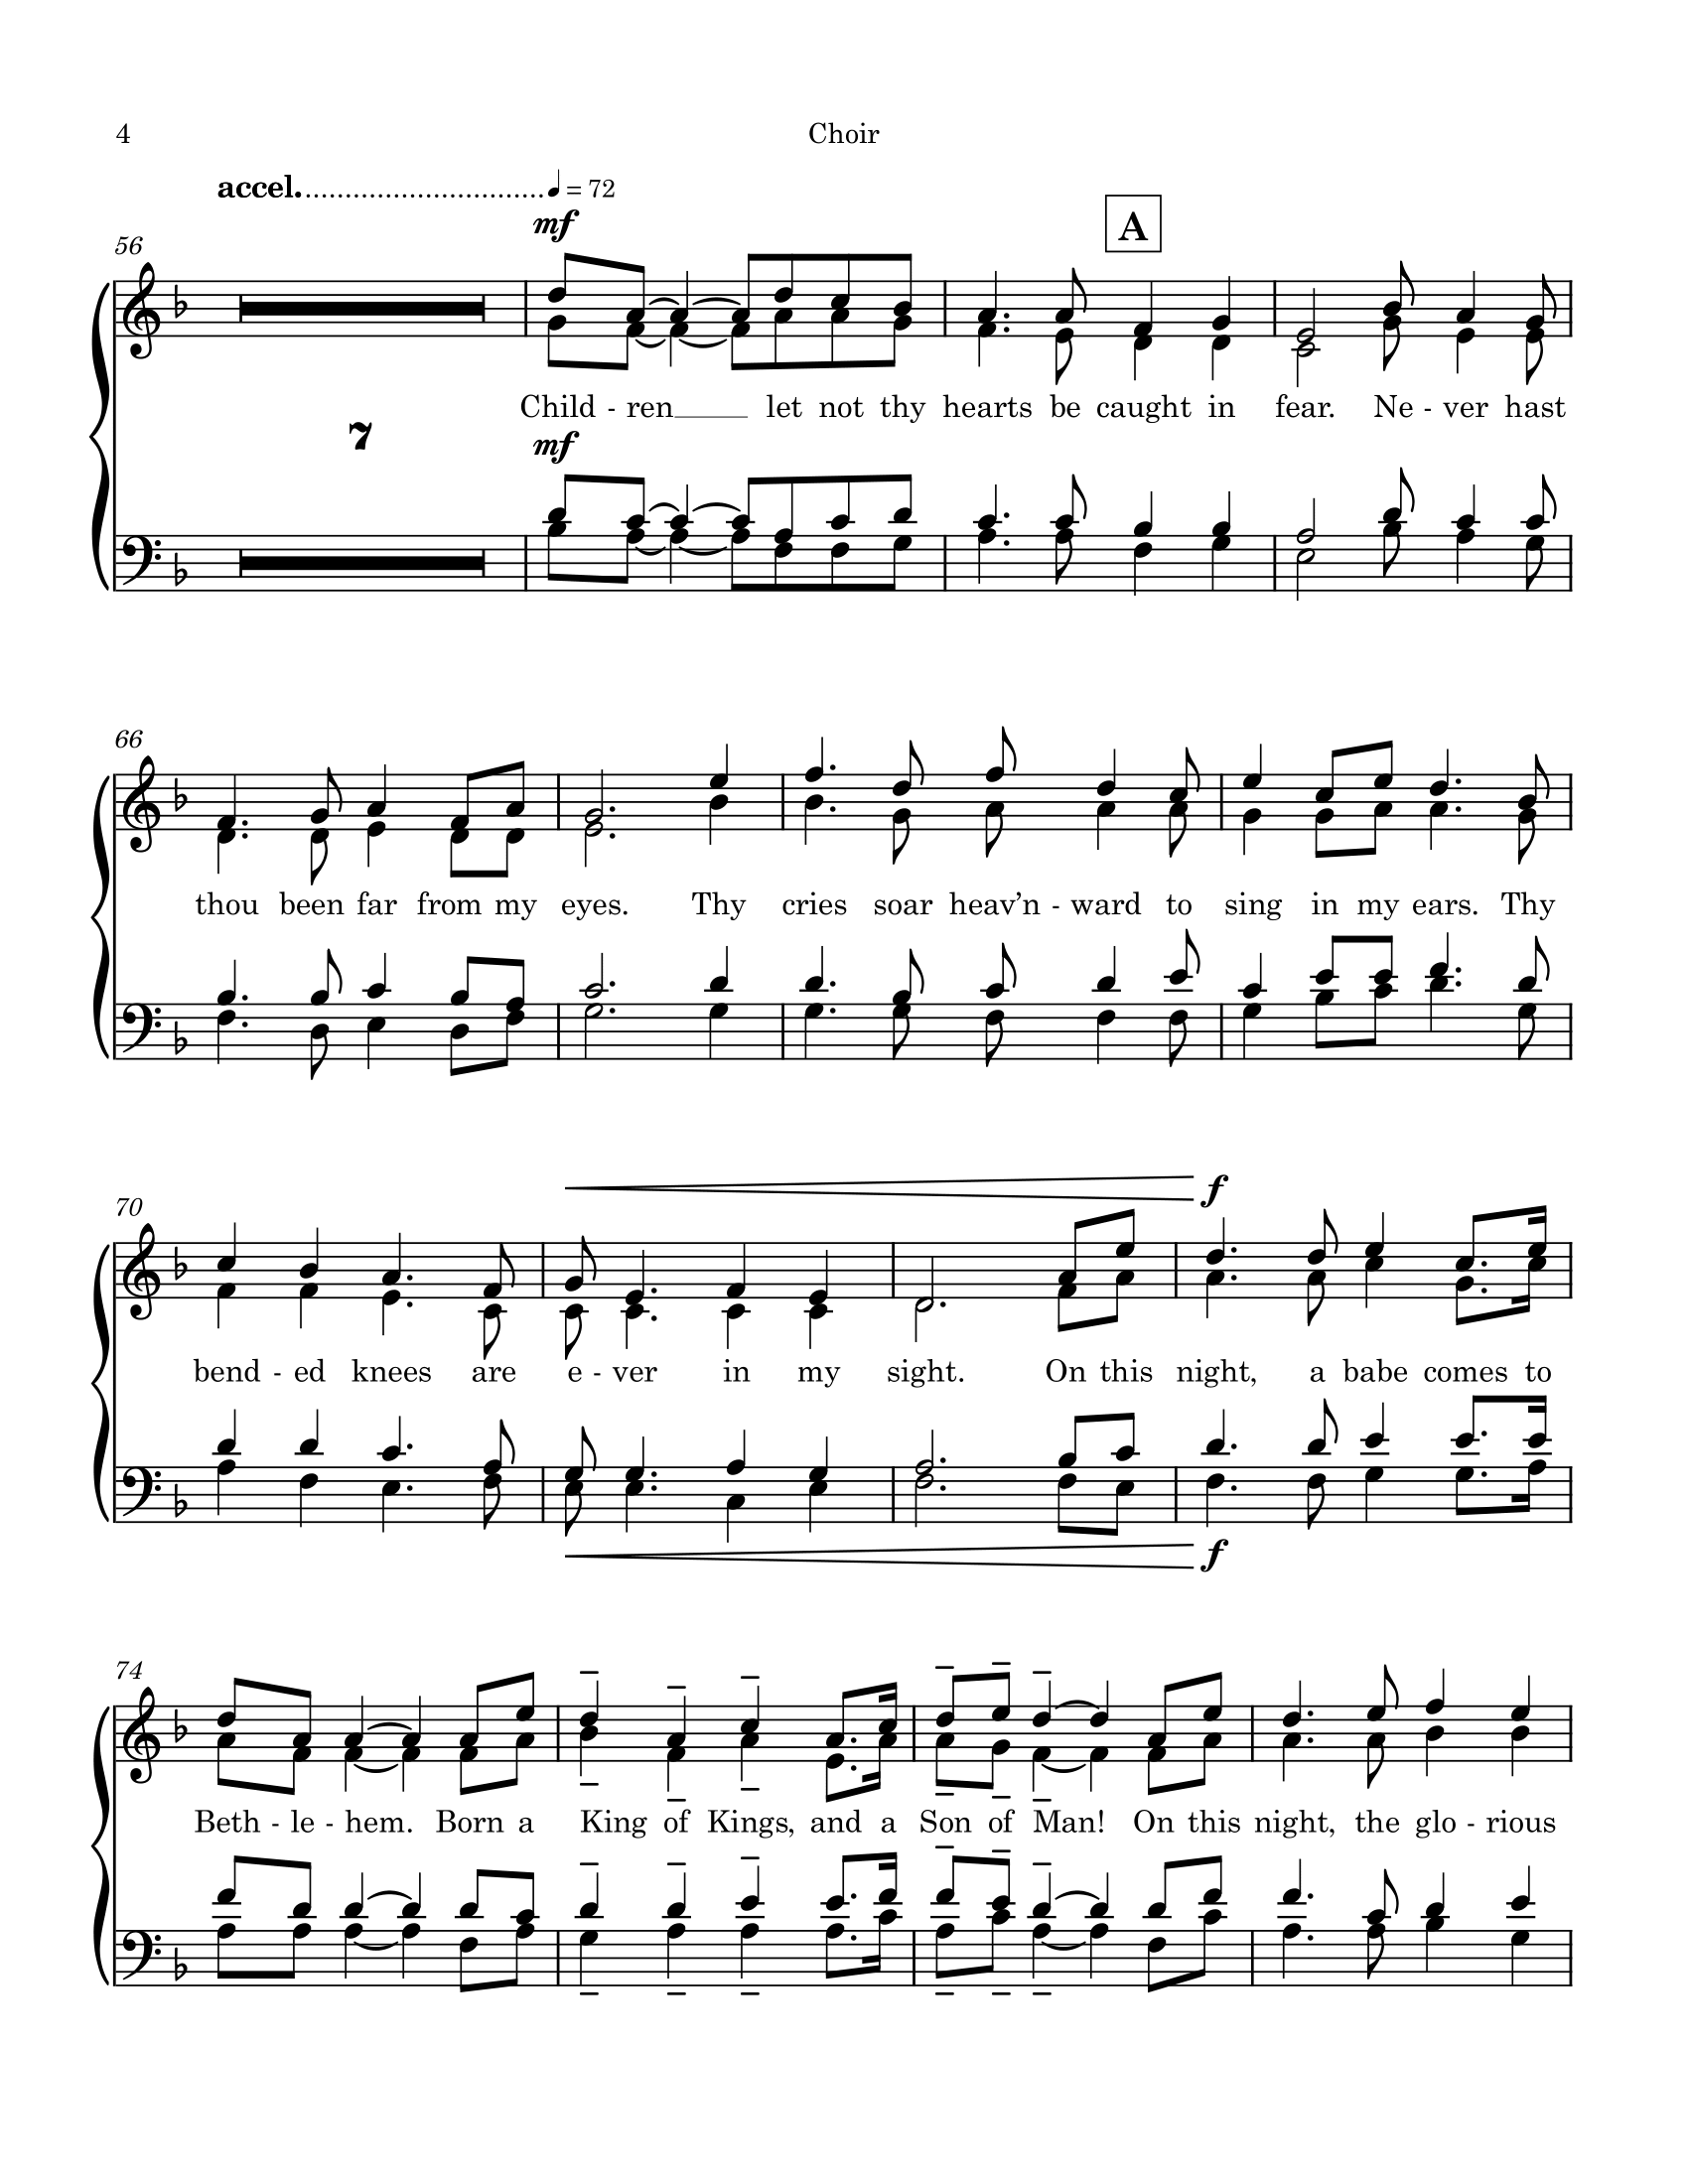 4 Choir
accel. = 72
mf
A
56
Child - ren let not thy hearts be caught in fear. Ne - ver hast
7
mf
66
thou been far from my eyes. Thy cries soar heav’n - ward to sing in my ears. Thy
f
70
bend - ed knees are e - ver in my sight. On this night, a babe comes to
f
74
Beth - le - hem. Born a King of Kings, and a Son of Man! On this night, the glo - rious